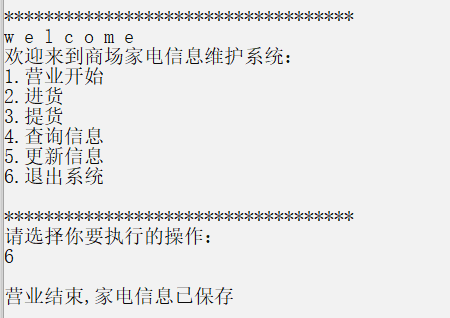 ***********************************
w e l c o m e
欢迎来到商场家电信息维护系统:
1.营业开始
2.进货
3.提货
4.查询信息
5.更新信息
6.退出系统
***********************************
请选择你要执行的操作:
6
营业结束,家电信息已保存